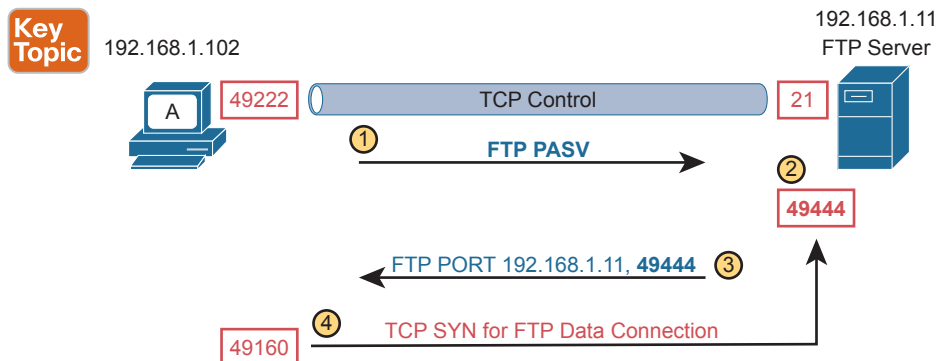 Key
Topic
192.168.1.102
192.168.1.11
FTP Server
A
49222
TCP Control
21
1
FTP PASV
2
49444
FTP PORT 192.168.1.11, 49444
3
4
TCP SYN for FTP Data Connection
49160